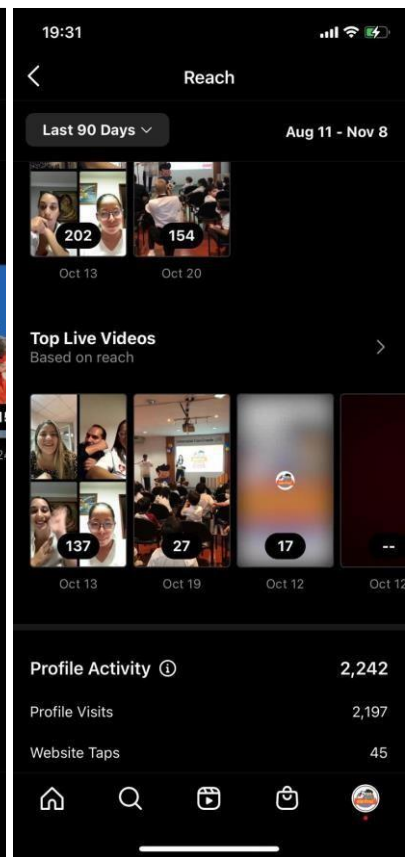 19:31
Reach
Last 90 Days
Aug 11 - Nov 8
202
154
Oct 13
Oct 20
Top Live Videos
Based on reach
137
27
17
--
Oct 13
Oct 19
Oct 12
Oct 12
Profile Activity
2,242
Profile Visits
2,197
Website Taps
45